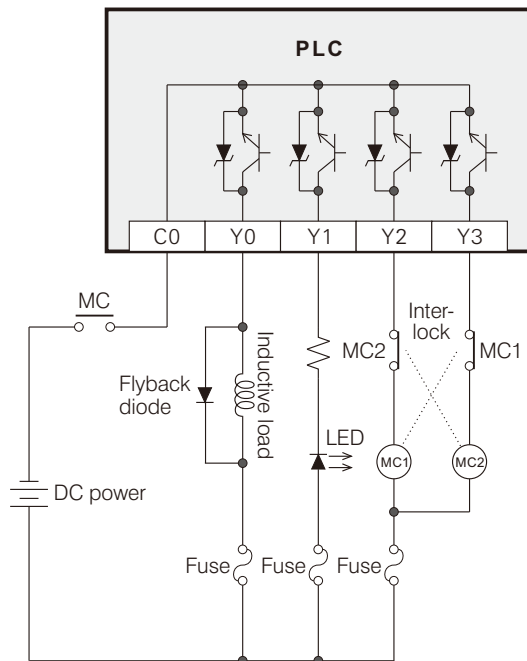 PLC
C0
Y0
Y1
Y2
Y3
MC
Inter-
lock
MC2
MC1
Flyback
diode
Inductive load
LED
MC1
MC2
DC power
Fuse
Fuse
Fuse